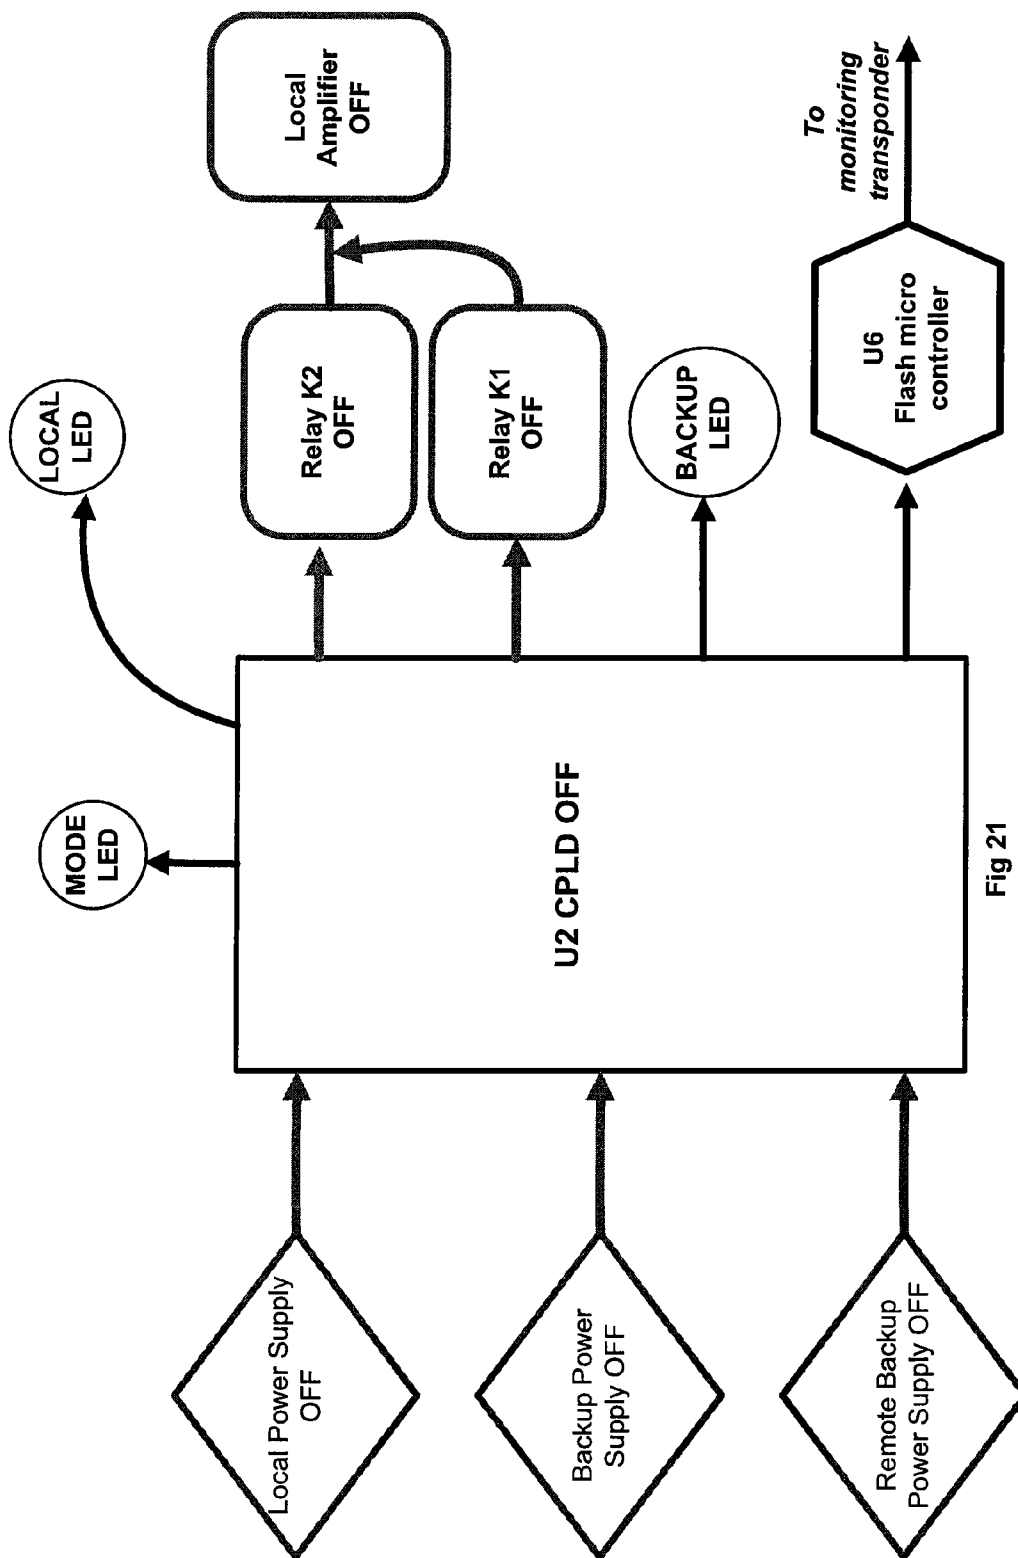 Local Power Supply
OFF
Backup Power
Supply OFF
Remote Backup
Power Supply OFF
U2 CPLD OFF
MODE
LED
LOCAL
LED
Relay K2
OFF
Relay K1
OFF
Local
Amplifier
OFF
BACKUP
LED
U6
Flash micro
controller
To
monitoring
transponder
Fig 21